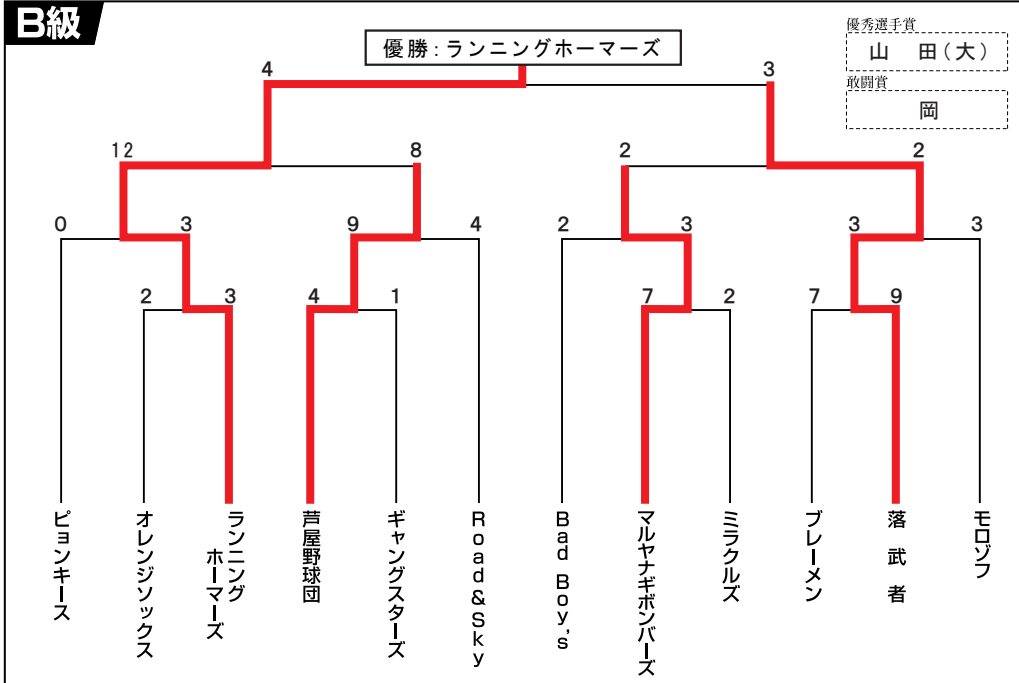 B級
優勝：ランニングホーマーズ
優秀選手賞
山　田（大）
敢闘賞
岡
4
3
12
8
2
2
0
3
9
4
2
3
3
3
2
3
4
1
7
2
7
9
ピョンキース
オレンジソックス
ランニング
ホーマーズ
芦屋野球団
ギャングスターズ
Road&Sky
Bad Boy's
マルヤナギボンバーズ
ミラクルズ
ブレーメン
落武者
モロゾフ